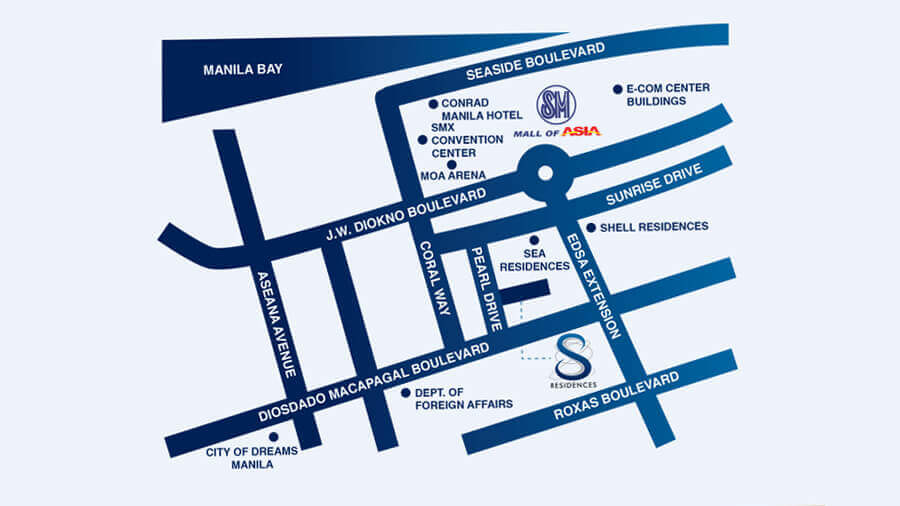 MANILA BAY
SEASIDE BOULEVARD
E-COM CENTER
BUILDINGS
CONRAD
MANILA HOTEL
SMX
CONVENTION
CENTER
MOA ARENA
SM
MALL OF ASIA
J.W. DIOKNO BOULEVARD
SUNRISE DRIVE
SHELL RESIDENCES
SEA
RESIDENCES
ASEANA AVENUE
CORAL WAY
PEARL DRIVE
EDSA EXTENSION
DIOSDADO MACAPAGAL BOULEVARD
S
RESIDENCES
ROXAS BOULEVARD
DEPT. OF
FOREIGN AFFAIRS
CITY OF DREAMS
MANILA